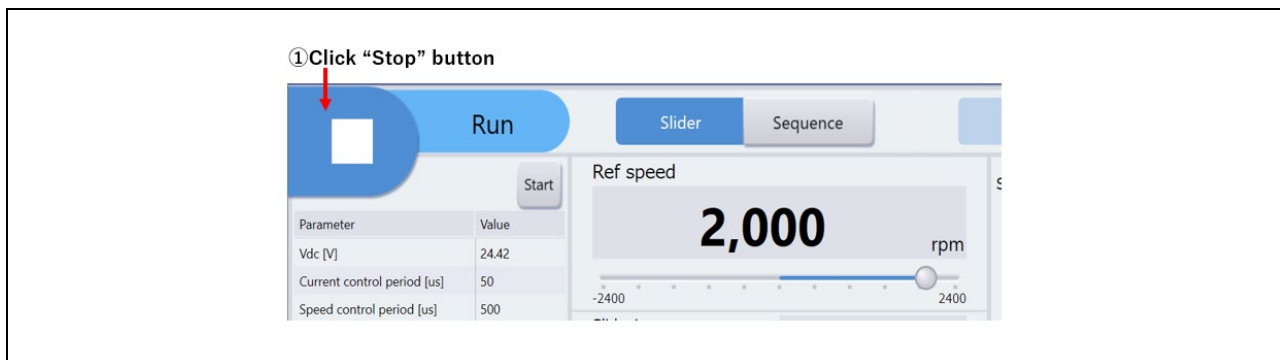 ①Click “Stop” button
Run
Slider
Sequence
Start
Ref speed
2,000
rpm
-2400
2400
Parameter Value
Vdc [V] 24.42
Current control period [us] 50
Speed control period [us] 500